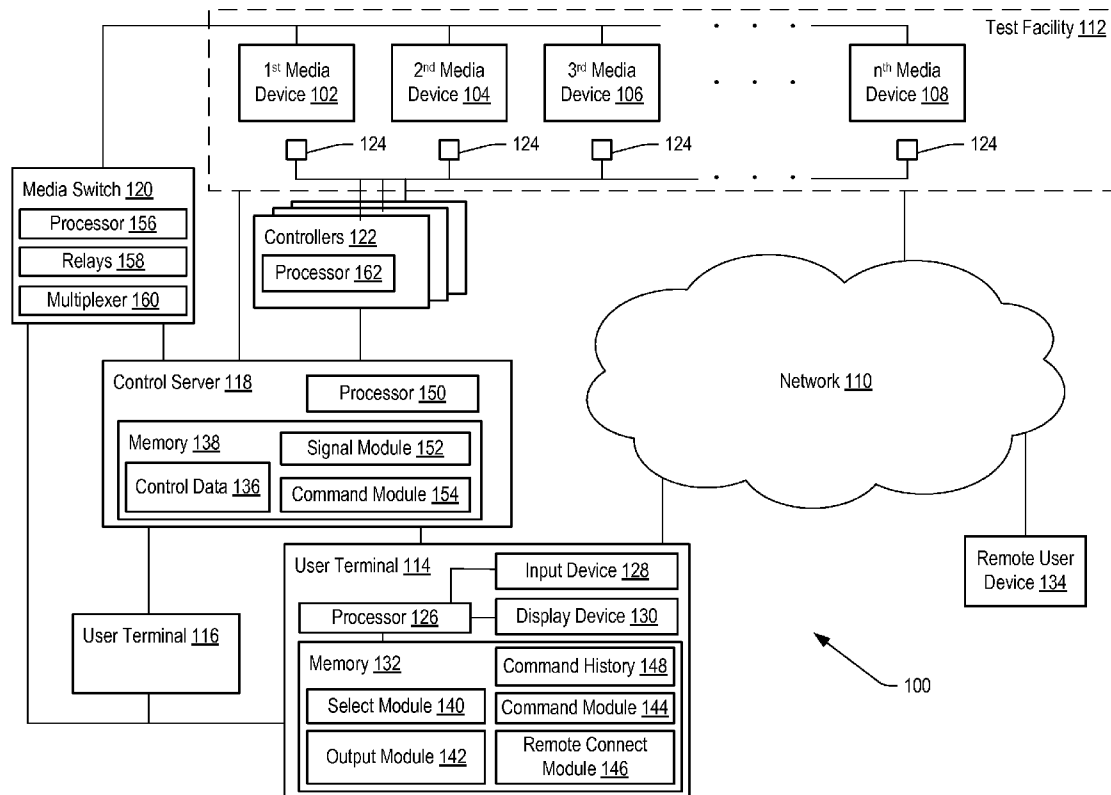 Test Facility 112
1st Media
Device 102
2nd Media
Device 104
3rd Media
Device 106
. . .
nth Media
Device 108
. . .
124
124
124
124
. . .
Media Switch 120
Processor 156
Relays 158
Multiplexer 160
Controllers 122
Processor 162
Network 110
Control Server 118
Processor 150
Memory 138
Signal Module 152
Control Data 136
Command Module 154
User Terminal 114
Input Device 128
Processor 126
Display Device 130
Remote User
Device 134
User Terminal 116
Memory 132
Command History 148
Select Module 140
Command Module 144
Output Module 142
Remote Connect
Module 146
100